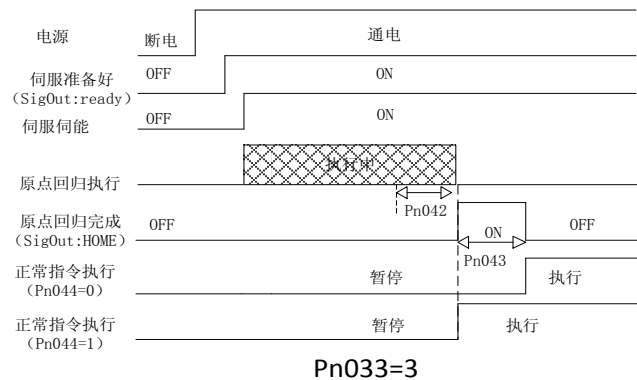 电源 断电 通电
伺服准备好 OFF ON
(SigOut:ready)
伺服伺能 OFF ON
执行中
原点回归执行
Pn042
原点回归完成 OFF ON OFF
(SigOut:HOME)
Pn043
正常指令执行 暂停 执行
(Pn044=0)
正常指令执行 暂停 执行
(Pn044=1)
Pn033=3